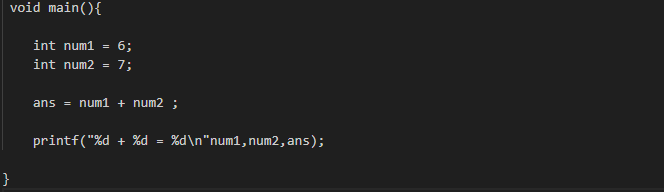 void main(){
int num1 = 6;
int num2 = 7;
ans = num1 + num2 ;
printf("%d + %d = %d\n"num1,num2,ans);
}